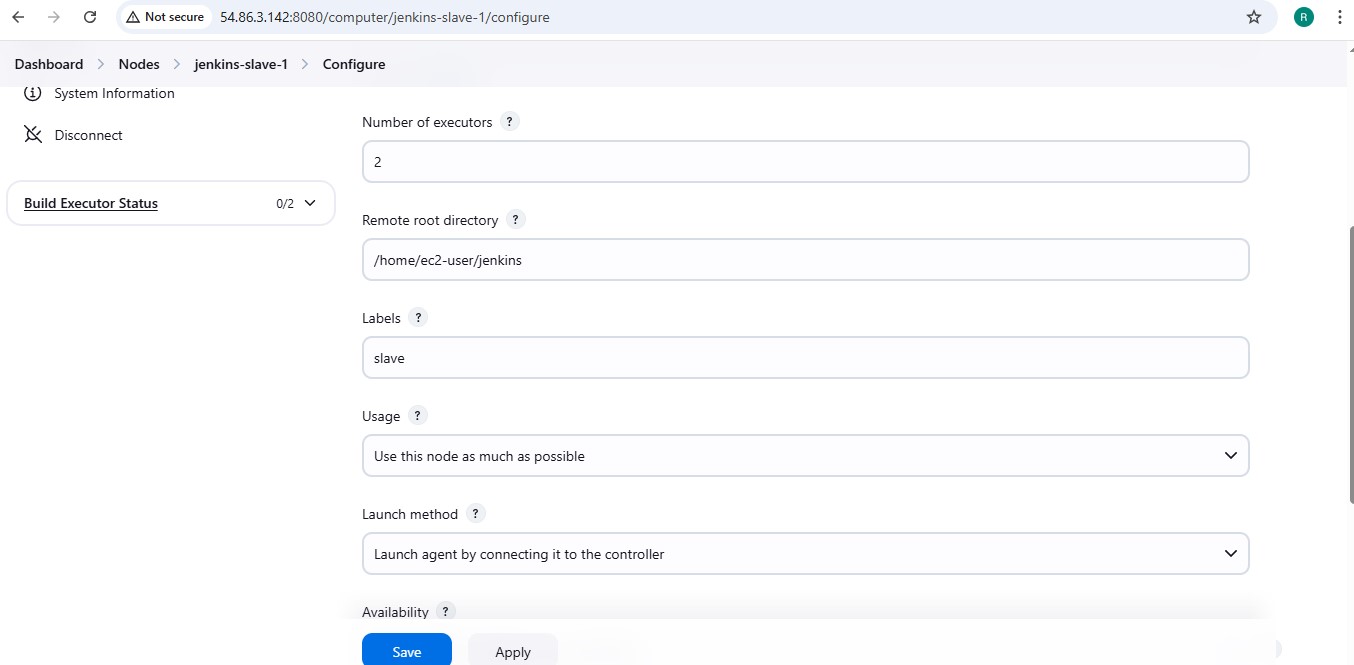 Not secure 54.86.3.142:8080/computer/jenkins-slave-1/configure R
Dashboard Nodes jenkins-slave-1 Configure
System Information
Disconnect
Build Executor Status 0/2
Number of executors ?
2
Remote root directory ?
/home/ec2-user/jenkins
Labels ?
slave
Usage ?
Use this node as much as possible
Launch method ?
Launch agent by connecting it to the controller
Availability ?
Save Apply